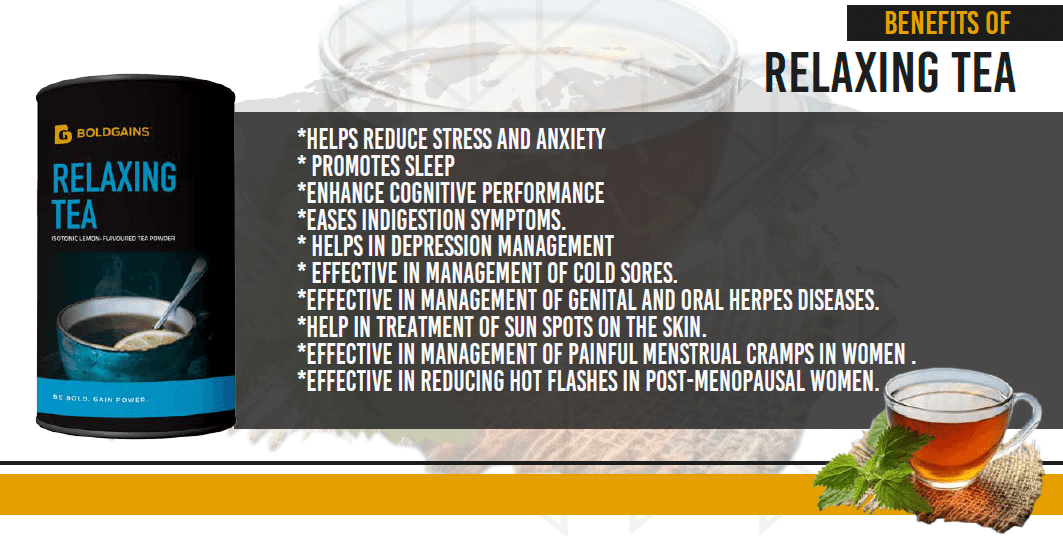 BENEFITS OF
RELAXING TEA
BOLDGAINS
RELAXING
TEA
ISOTONIC LEMON-FLAVOURED TEA POWDER
BE BOLD. GAIN POWER.
*HELPS REDUCE STRESS AND ANXIETY
* PROMOTES SLEEP
*ENHANCE COGNITIVE PERFORMANCE
*EASES INDIGESTION SYMPTOMS.
* HELPS IN DEPRESSION MANAGEMENT
* EFFECTIVE IN MANAGEMENT OF COLD SORES.
*EFFECTIVE IN MANAGEMENT OF GENITAL AND ORAL HERPES DISEASES.
*HELP IN TREATMENT OF SUN SPOTS ON THE SKIN.
*EFFECTIVE IN MANAGEMENT OF PAINFUL MENSTRUAL CRAMPS IN WOMEN .
*EFFECTIVE IN REDUCING HOT FLASHES IN POST-MENOPAUSAL WOMEN.